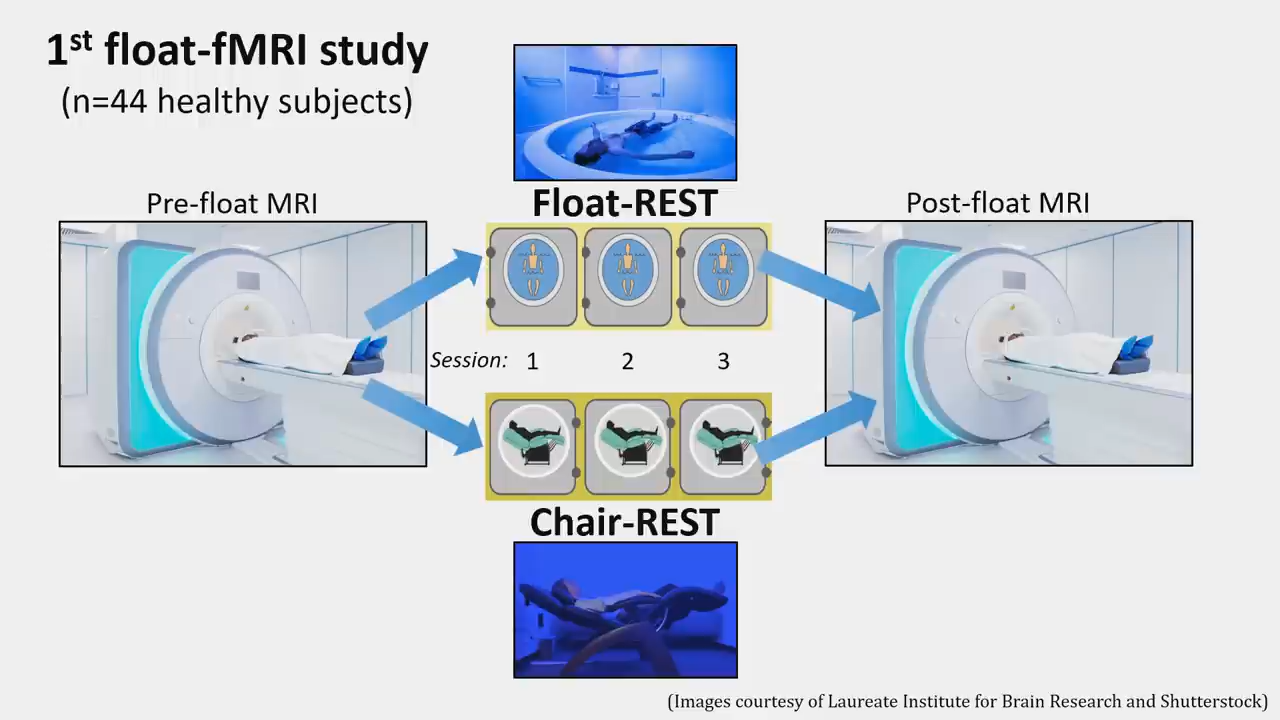 1st float-fMRI study
(n=44 healthy subjects)
Pre-float MRI
Float-REST
Post-float MRI
Session: 1 2 3
Chair-REST
(Images courtesy of Laureate Institute for Brain Research and Shutterstock)